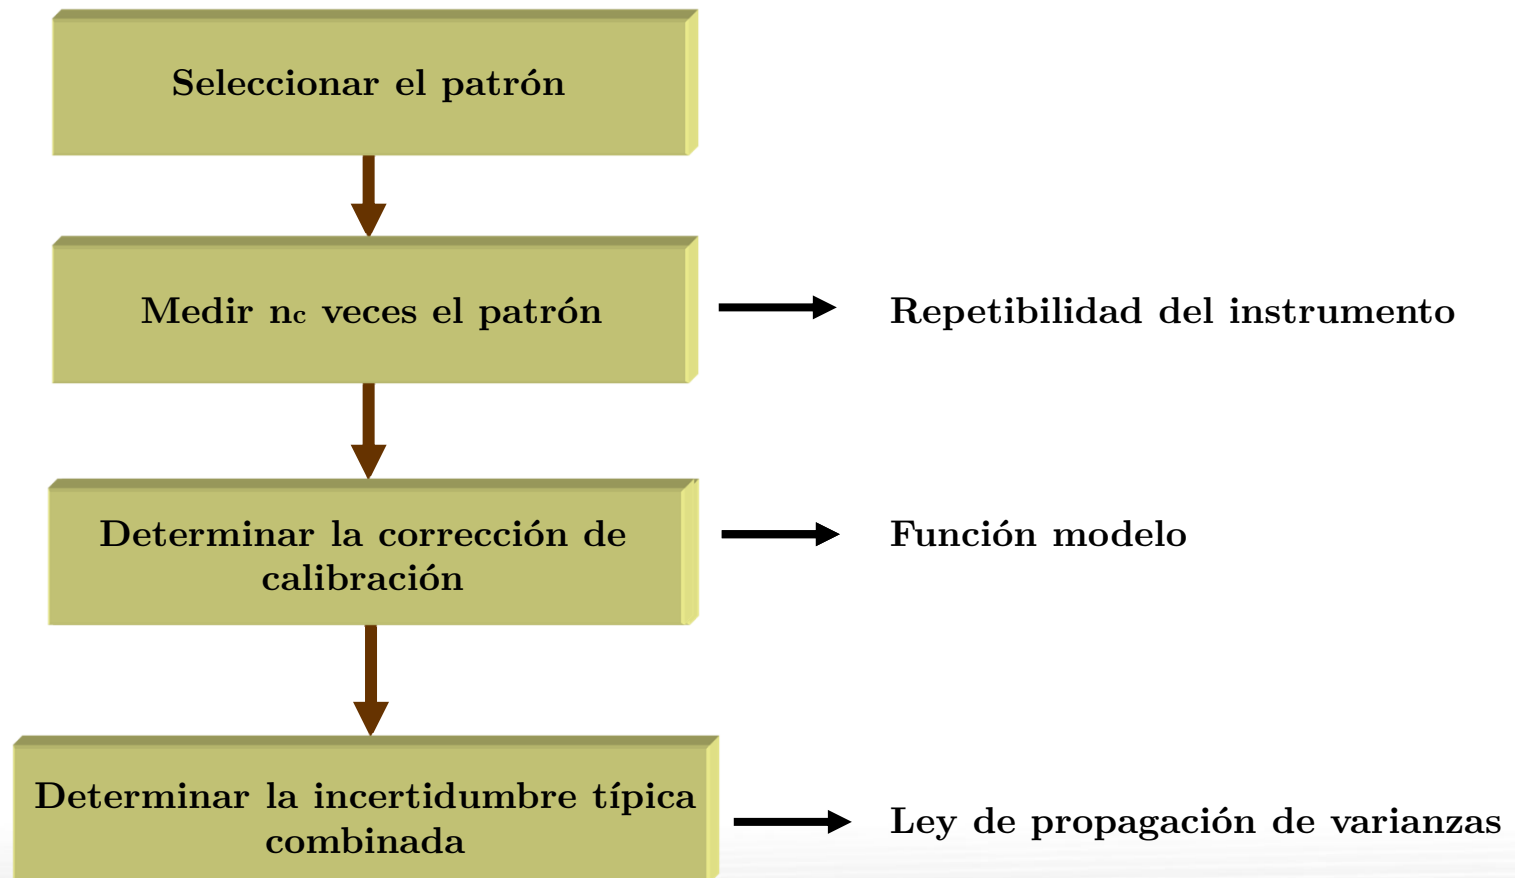 Seleccionar el patrón
Medir nc veces el patrón
Repetibilidad del instrumento
Determinar la corrección de
calibración
Función modelo
Determinar la incertidumbre típica
combinada
Ley de propagación de varianzas